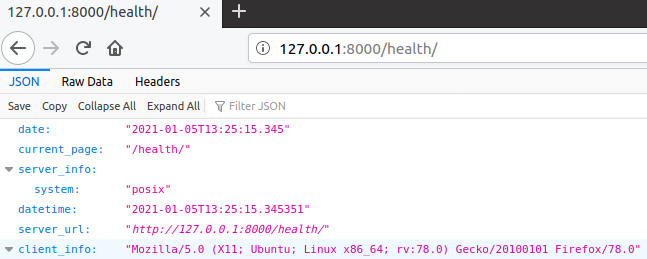 127.0.0.1:8000/health/
127.0.0.1:8000/health/
JSON Raw Data Headers
Save Copy Collapse All Expand All Filter JSON
date: "2021-01-05T13:25:15.345"
current_page: "/health/"
server_info:
system: "posix"
datetime: "2021-01-05T13:25:15.345351"
server_url: "http://127.0.0.1:8000/health/"
client_info: "Mozilla/5.0 (X11; Ubuntu; Linux x86_64; rv:78.0) Gecko/20100101 Firefox/78.0"